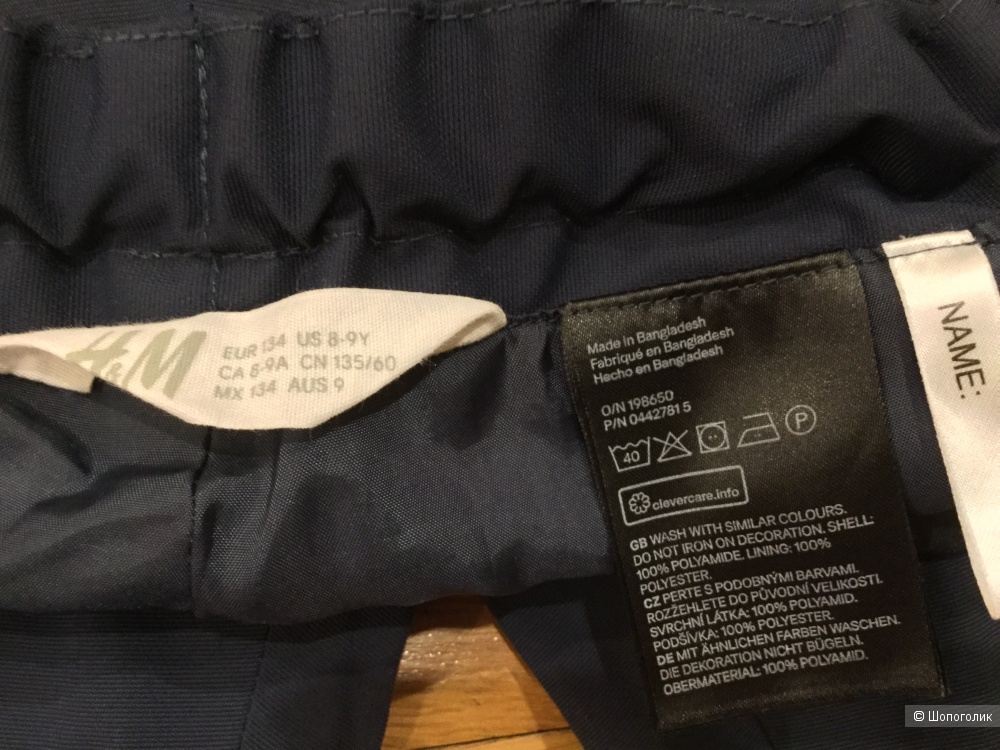 H&M
EUR 134 US 8-9Y
CA 8-9A CN 135/60
MX 134 AUS 9
Made in Bangladesh
Fabriqué en Bangladesh
Hecho en Bangladesh
O/N 198650
P/N 0442781 5
40
P
clevercare.info
GB WASH WITH SIMILAR COLOURS.
DO NOT IRON ON DECORATION. SHELL:
100% POLYAMIDE. LINING: 100%
POLYESTER.
CZ PERTE S PODOBNÝMI BARVAMI.
ROZŽEHLETE DO PŮVODNÍ VELIKOSTI.
SVRCHNÍ LÁTKA: 100% POLYAMID.
PODŠÍVKA: 100% POLYESTER.
DE MIT ÄHNLICHEN FARBEN WASCHEN.
DIE DEKORATION NICHT BÜGELN.
OBERMATERIAL: 100% POLYAMID.
NAME:
© Шопоголик